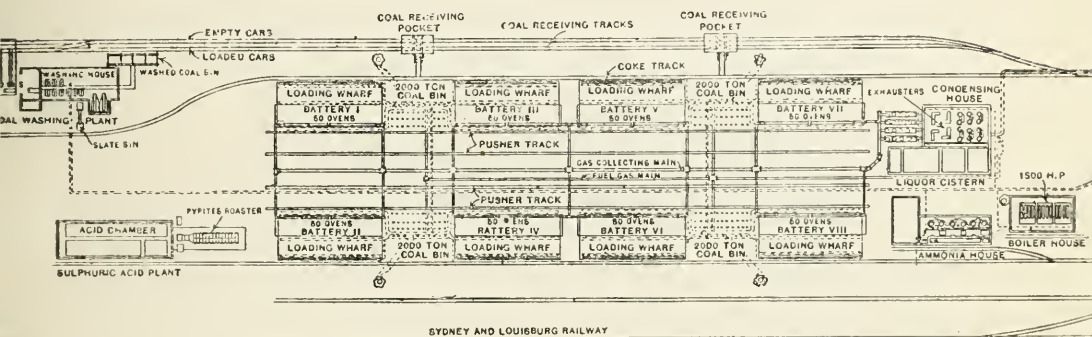 COAL RECEIVING
POCKET
COAL RECEIVING TRACKS
COAL RECEIVING
POCKET
EMPTY CARS
LOADED CARS
WASHING HOUSE
WASHED COAL BIN
PLANT
SLATE BIN
COKE TRACK
LOADING WHARF
BATTERY I
60 OVENS
2000 TON
COAL BIN
LOADING WHARF
BATTERY III
60 OVENS
LOADING WHARF
BATTERY V
60 OVENS
2000 TON
COAL BIN
LOADING WHARF
BATTERY VII
60 OVENS
EXHAUSTERS
CONDENSING
HOUSE
LIQUOR CISTERN
PUSHER TRACK
GAS COLLECTING MAIN
FUEL GAS MAIN
PUSHER TRACK
1500 H.P
BOILER HOUSE
AMMONIA HOUSE
PYPITES ROASTER
ACID CHAMBER
SULPHURIC ACID PLANT
60 OVENS
BATTERY II
LOADING WHARF
2000 TON
COAL BIN
60 OVENS
BATTERY IV
LOADING WHARF
60 OVENS
BATTERY VI
LOADING WHARF
2000 TON
COAL BIN.
60 OVENS
BATTERY VIII
LOADING WHARF
SYDNEY AND LOUISBURG RAILWAY